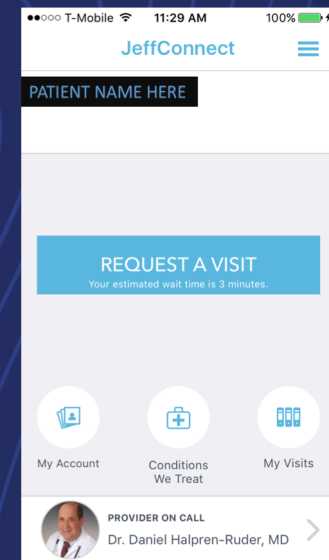 T-Mobile 11:29 AM 100%
JeffConnect
PATIENT NAME HERE
REQUEST A VISIT
Your estimated wait time is 3 minutes.
My Account
Conditions
We Treat
My Visits
PROVIDER ON CALL
Dr. Daniel Halpren-Ruder, MD